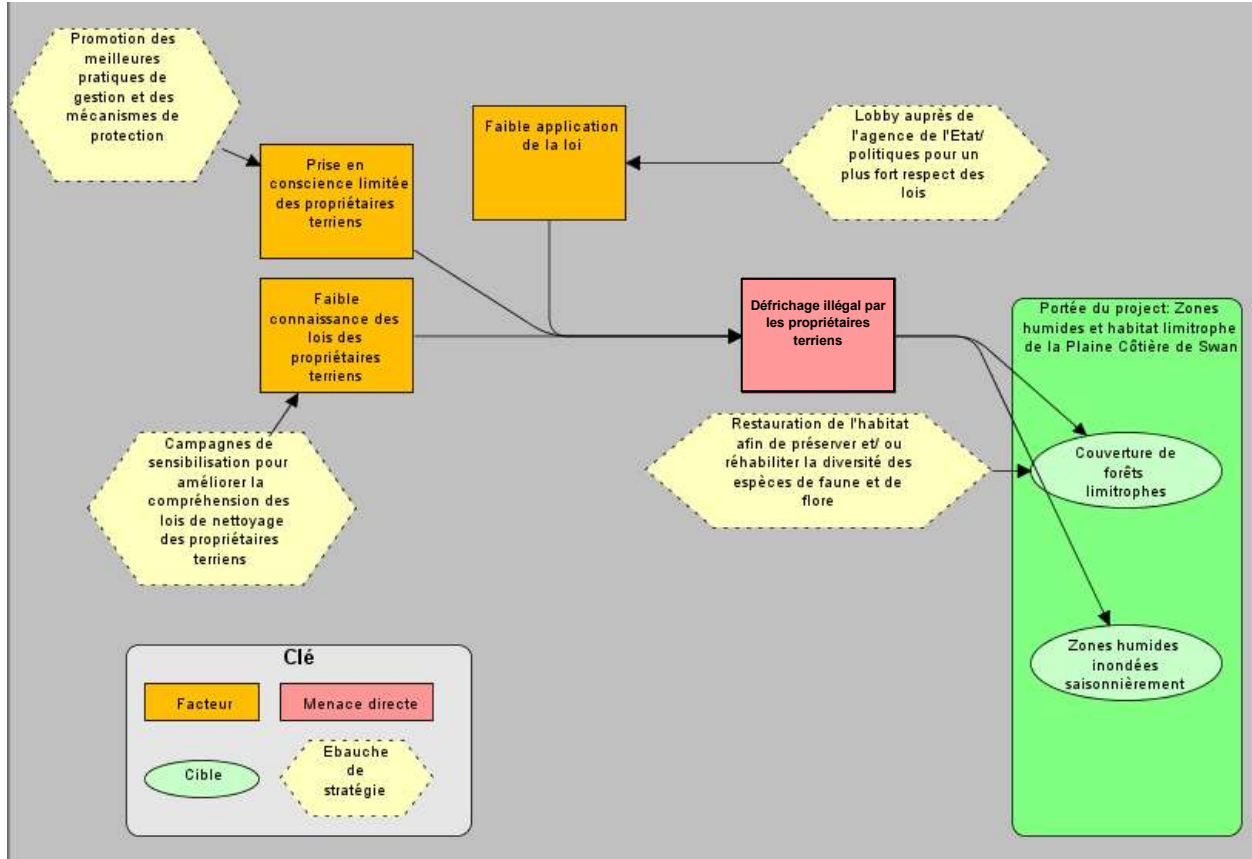 Promotion des
meilleures
pratiques de
gestion et des
mécanismes de
protection
Faible application
de la loi
Lobby auprès de
l'agence de l'Etat/
politiques pour un
plus fort respect des
lois
Prise en
conscience limitée
des propriétaires
terriens
Faible
connaissance des
lois des
propriétaires
terriens
Défrichage illégal par
les propriétaires
terriens
Portée du project: Zones
humides et habitat limitrophe
de la Plaine Côtière de Swan
Campagnes de
sensibilisation pour
améliorer la
compréhension des
lois de nettoyage
des propriétaires
terriens
Restauration de l'habitat
afin de préserver et/ ou
réhabiliter la diversité des
espèces de faune et de
flore
Couverture de
forêts
limitrophes
Zones humides
inondées
saisonnièrement
Clé
Facteur
Menace directe
Cible
Ebauche
de
stratégie